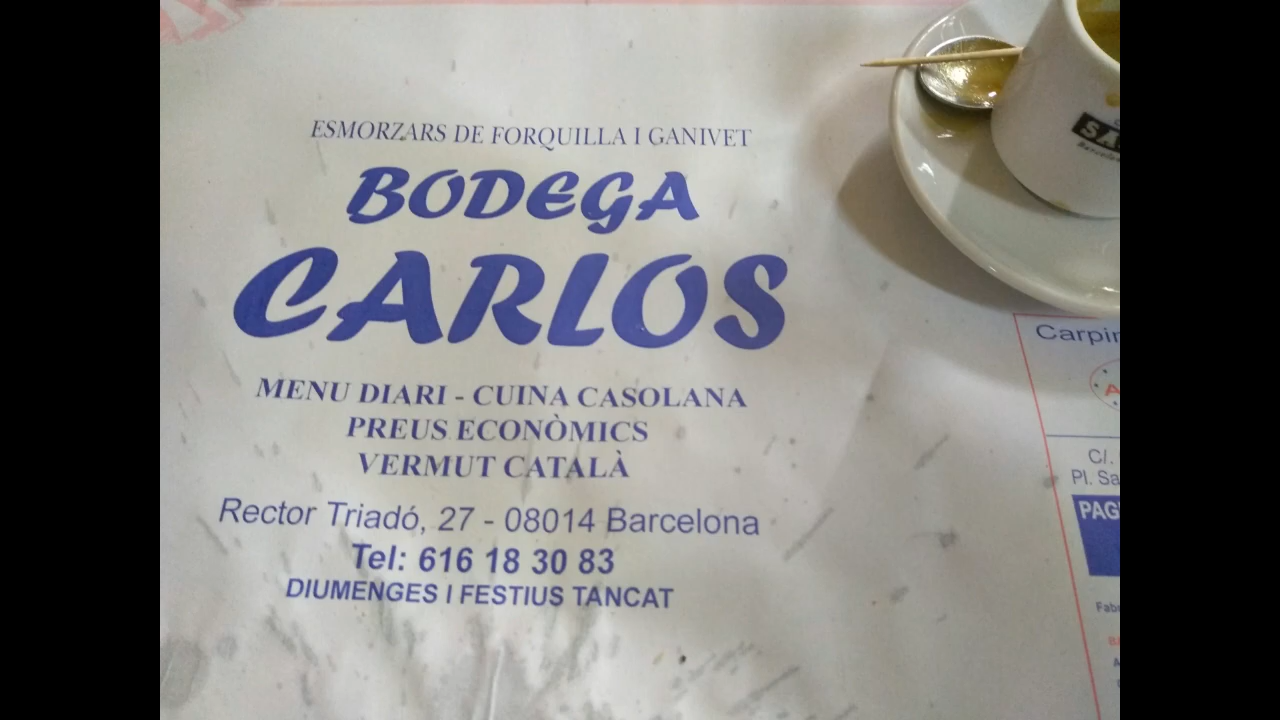 ESMORZARS DE FORQUILLA I GANIVET
BODEGA
CARLOS
MENU DIARI - CUINA CASOLANA
PREUS ECONÒMICS
VERMUT CATALÀ
Rector Triadó, 27 - 08014 Barcelona
Tel: 616 18 30 83
DIUMENGES I FESTIUS TANCAT
C/.
Pl.